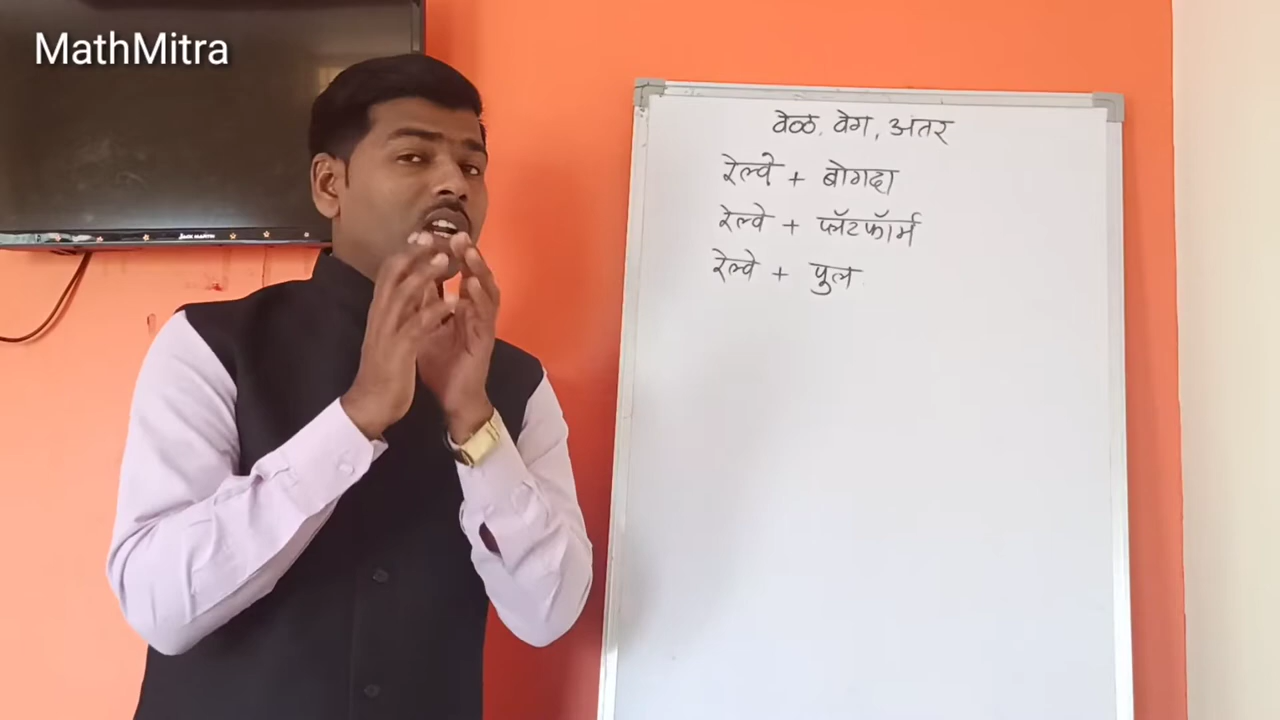 MathMitra
वेळ, वेग, अंतर
रेल्वे + बोगदा
रेल्वे + प्लॅटफॉर्म
रेल्वे + पुल